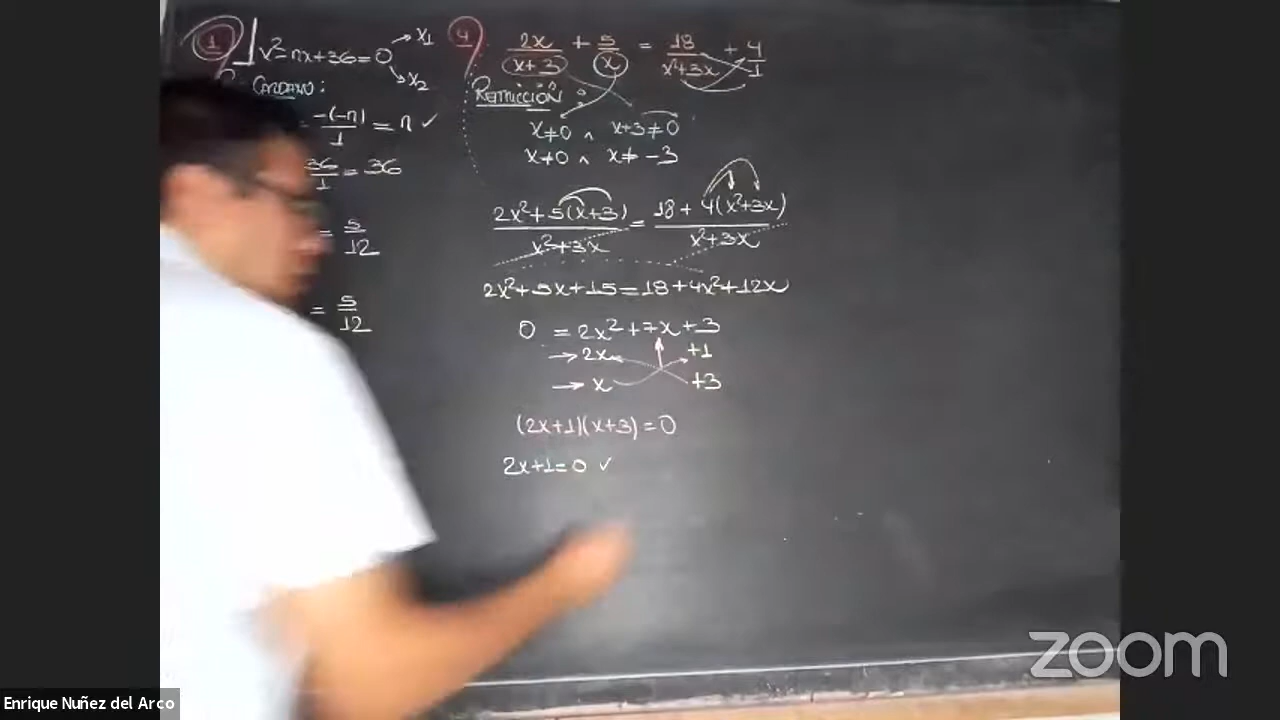 1 x²-nx+36=0 → x1
→ x2
CARDANO:
-(-n)/1 = n ✓
36/1 = 36
= 5/12
= 5/12
4 2x/(x+3) + 5/x = 18/(x²+3x) + 4/1
RESTRICCIÓN:
x≠0 ∧ x+3≠0
x≠0 ∧ x≠-3
(2x²+5(x+3))/(x²+3x) = (18+4(x²+3x))/(x²+3x)
2x²+5x+15=18+4x²+12x
0 = 2x²+7x+3
→ 2x +1
→ x +3
(2x+1)(x+3)=0
2x+1=0 ✓
zoom
Enrique Nuñez del Arco